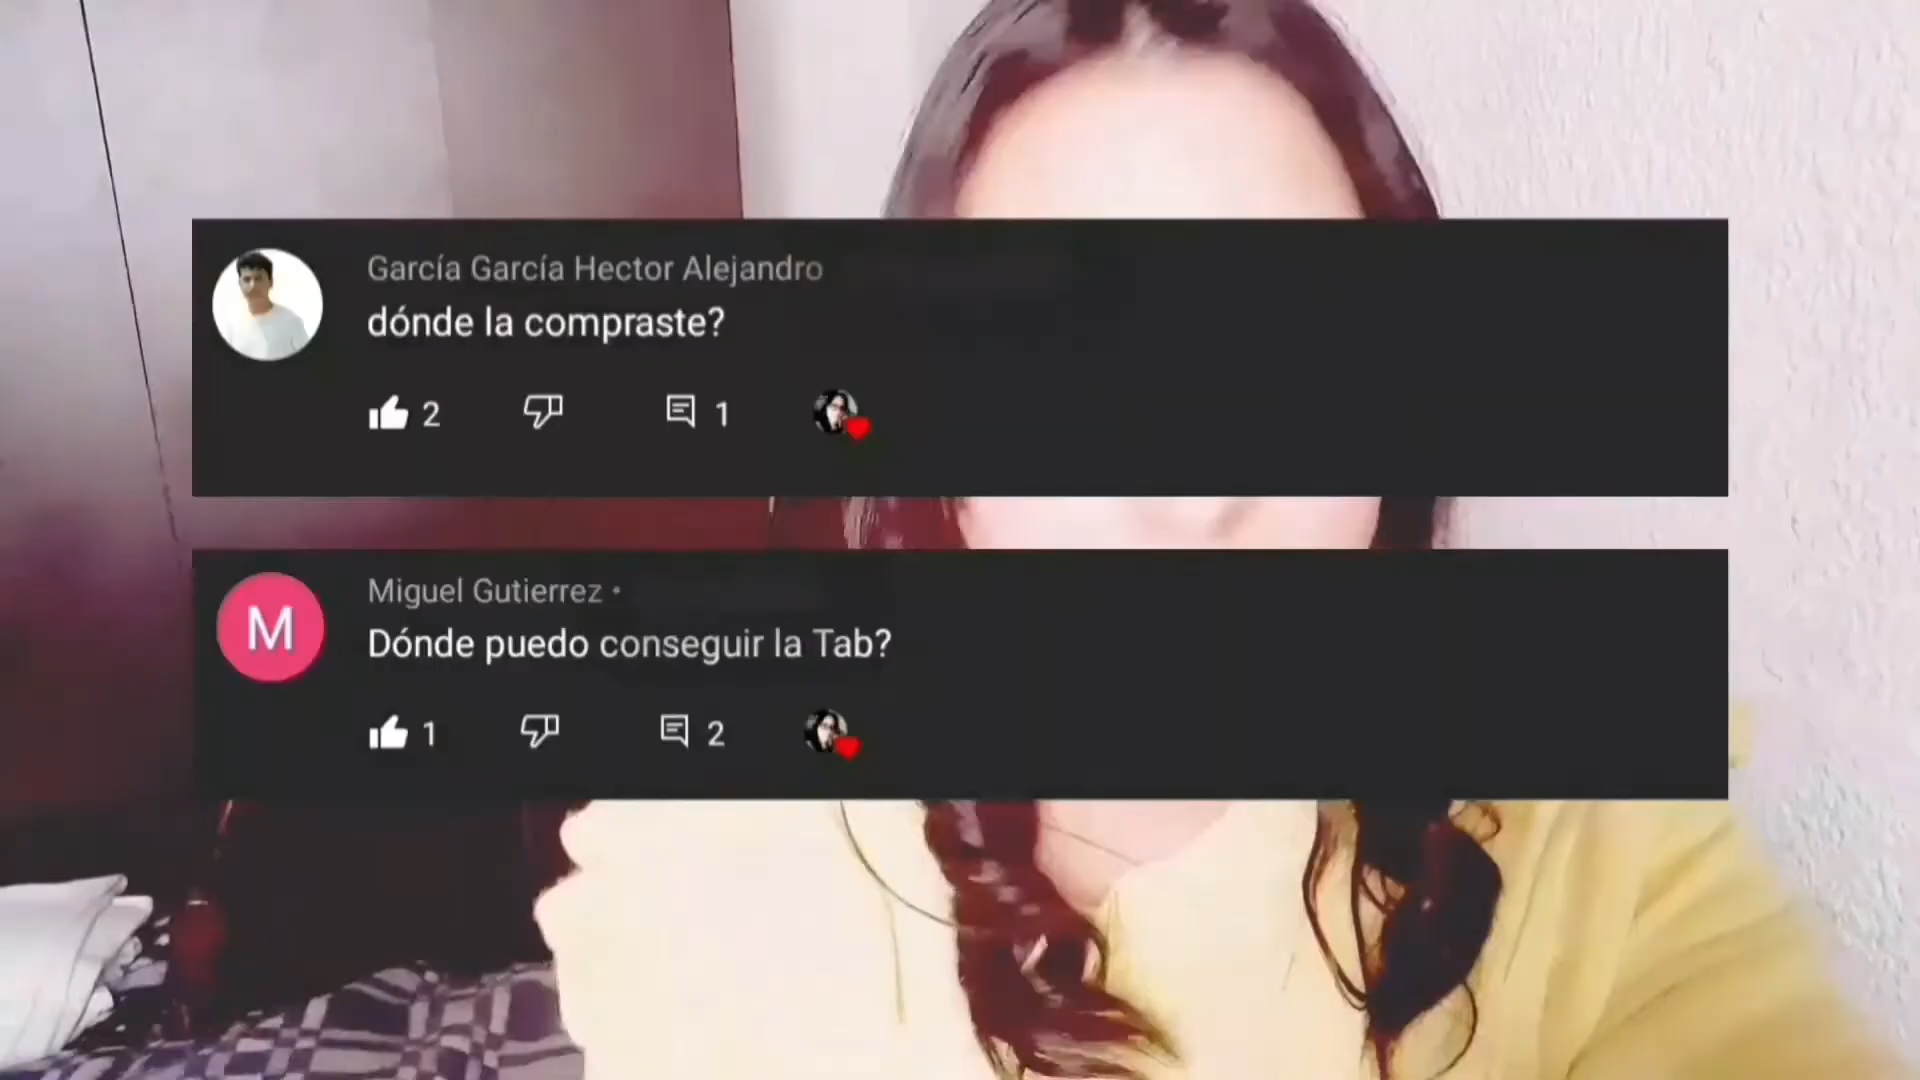 García García Hector Alejandro
dónde la compraste?
2
1
M
Miguel Gutierrez •
Dónde puedo conseguir la Tab?
1
2